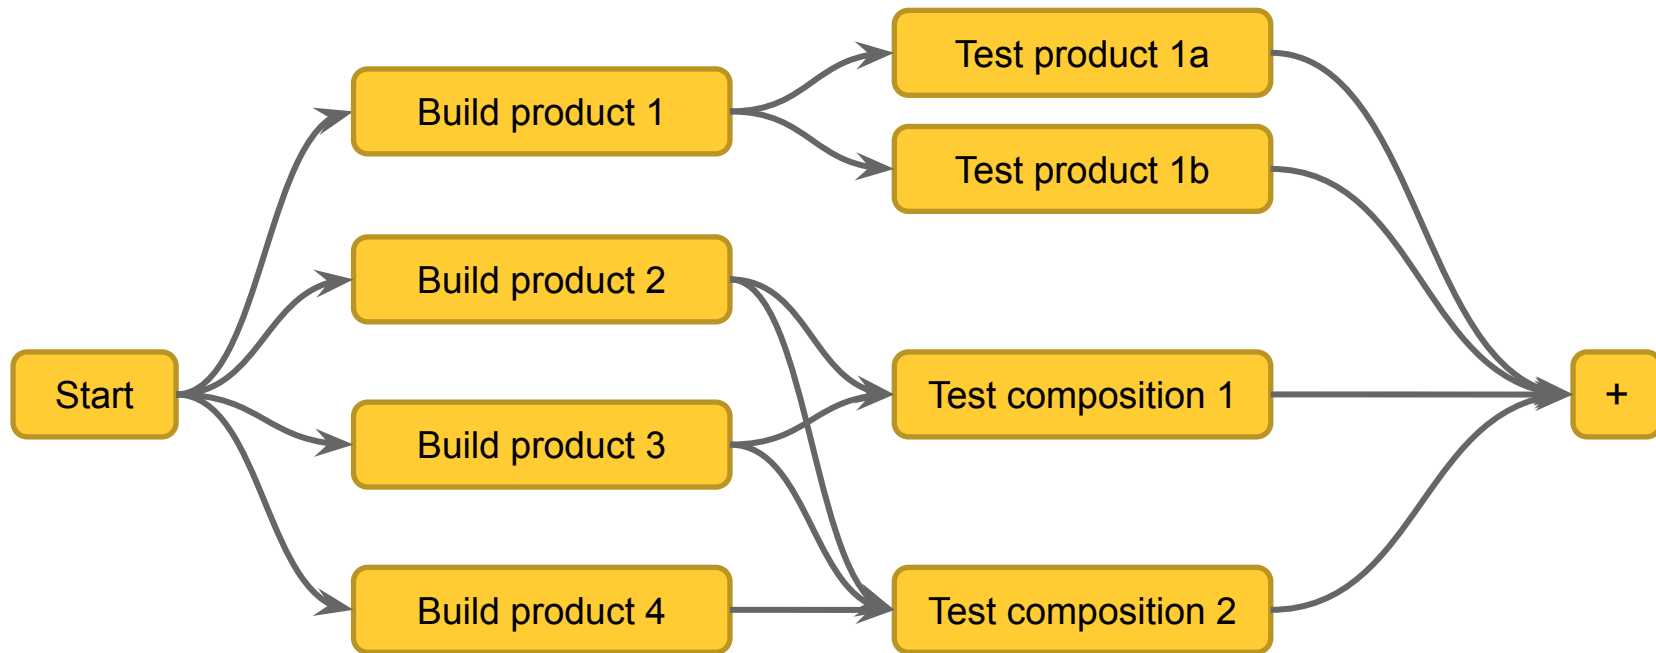 Start
Build product 1
Build product 2
Build product 3
Build product 4
Test product 1a
Test product 1b
Test composition 1
Test composition 2
+